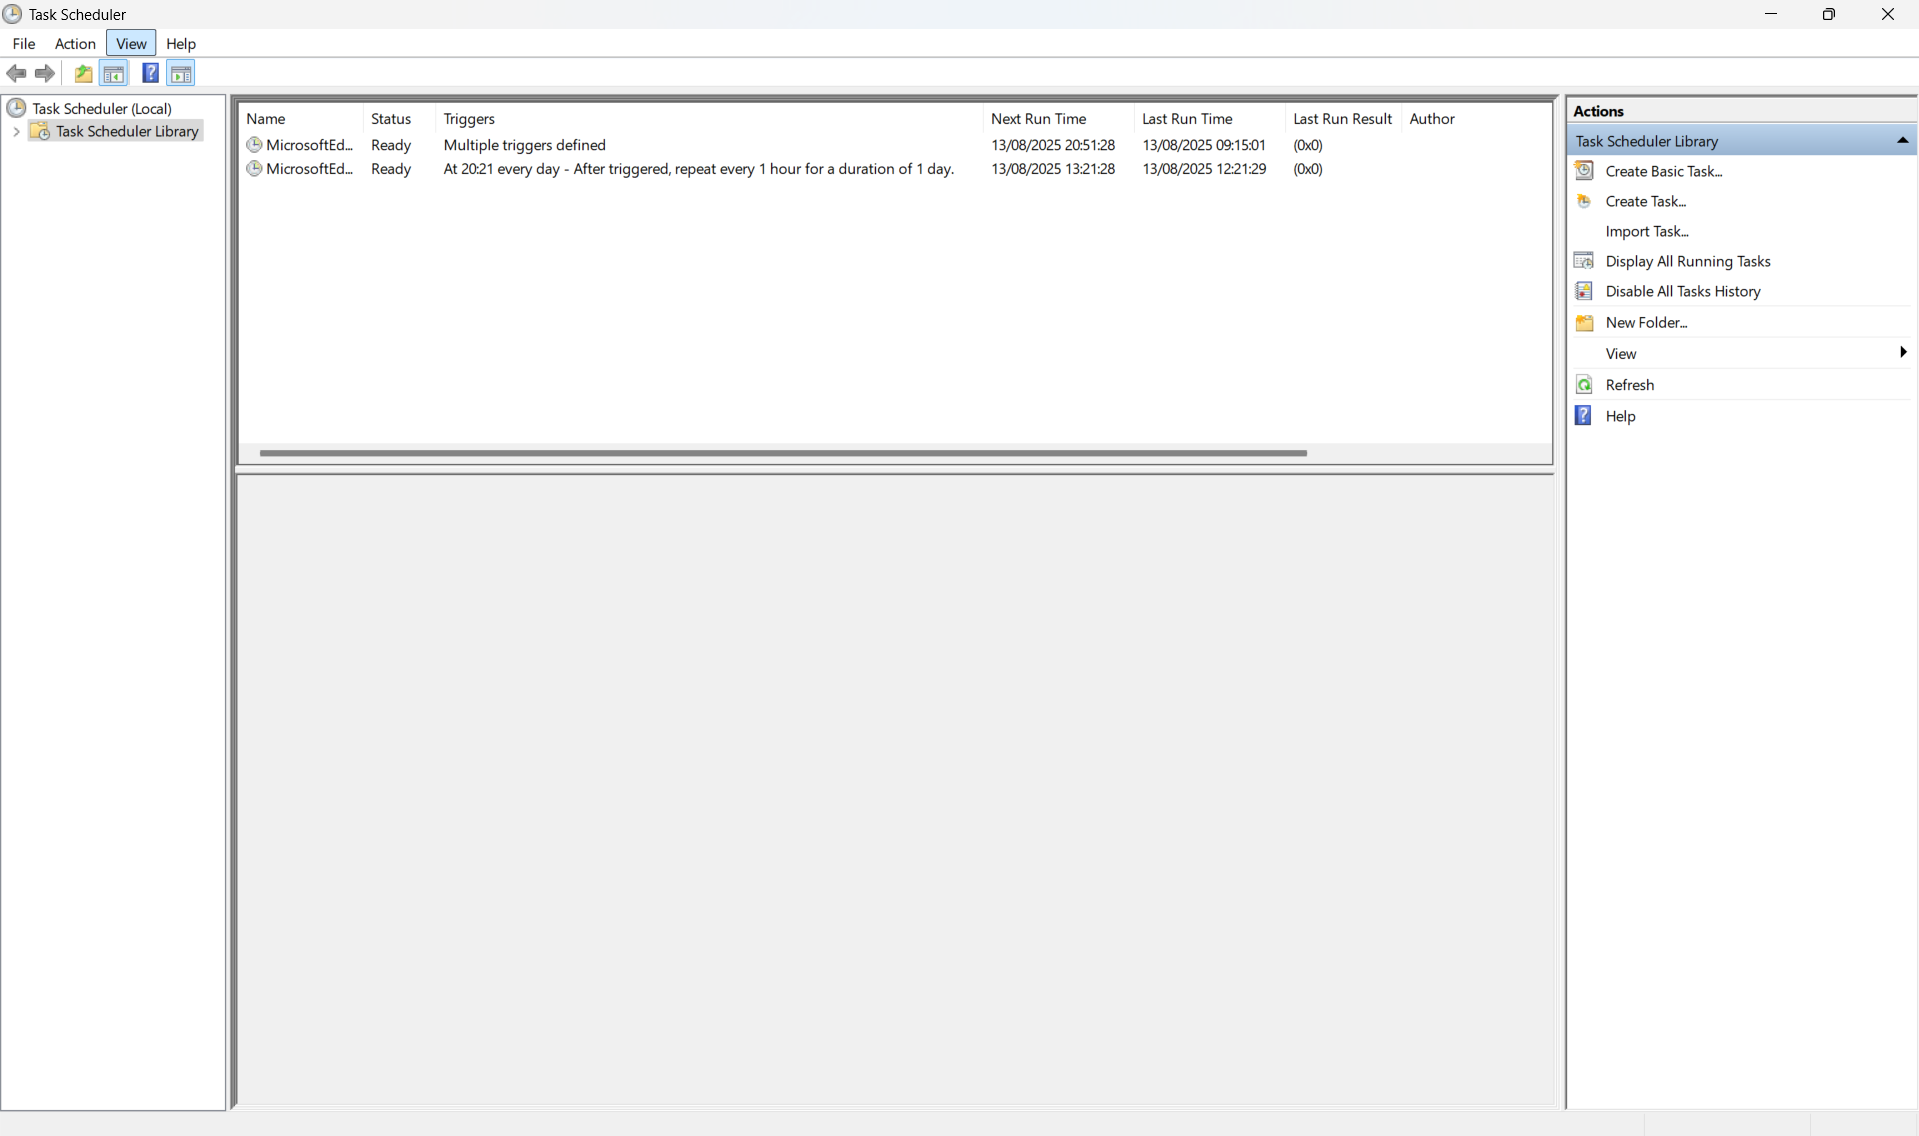 Task Scheduler
File Action View Help
Task Scheduler (Local)
Task Scheduler Library
Name Status Triggers Next Run Time Last Run Time Last Run Result Author
MicrosoftEd... Ready Multiple triggers defined 13/08/2025 20:51:28 13/08/2025 09:15:01 (0x0)
MicrosoftEd... Ready At 20:21 every day - After triggered, repeat every 1 hour for a duration of 1 day. 13/08/2025 13:21:28 13/08/2025 12:21:29 (0x0)
Actions
Task Scheduler Library
Create Basic Task...
Create Task...
Import Task...
Display All Running Tasks
Disable All Tasks History
New Folder...
View
Refresh
Help